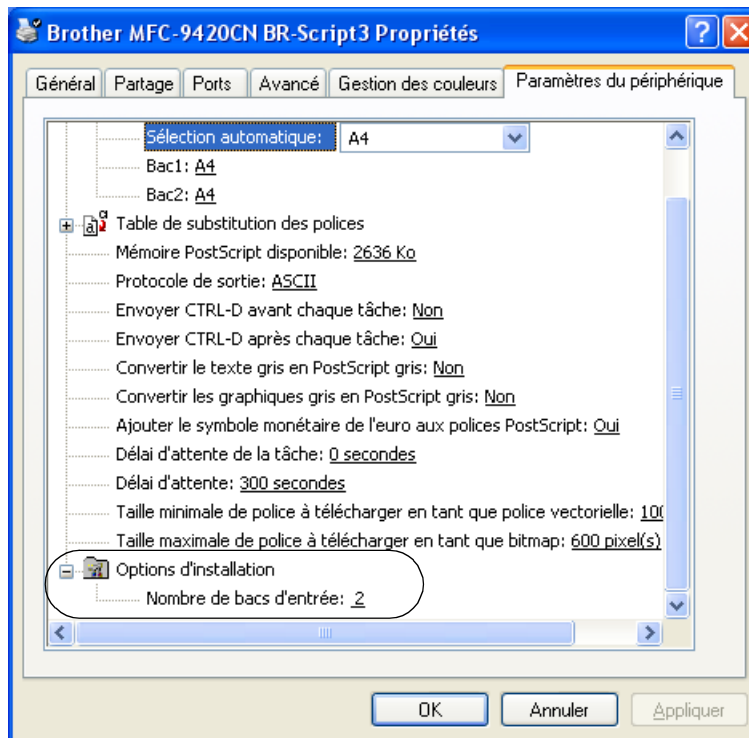 Brother MFC-9420CN BR-Script3 Propriétés
Général Partage Ports Avancé Gestion des couleurs Paramètres du périphérique
Sélection automatique: A4
Bac1: A4
Bac2: A4
Table de substitution des polices
Mémoire PostScript disponible: 2636 Ko
Protocole de sortie: ASCII
Envoyer CTRL-D avant chaque tâche: Non
Envoyer CTRL-D après chaque tâche: Oui
Convertir le texte gris en PostScript gris: Non
Convertir les graphiques gris en PostScript gris: Non
Ajouter le symbole monétaire de l'euro aux polices PostScript: Oui
Délai d'attente de la tâche: 0 secondes
Délai d'attente: 300 secondes
Taille minimale de police à télécharger en tant que police vectorielle:
Taille maximale de police à télécharger en tant que bitmap: 600 pixel(s)
Options d'installation
Nombre de bacs d'entrée: 2
OK Annuler Appliquer